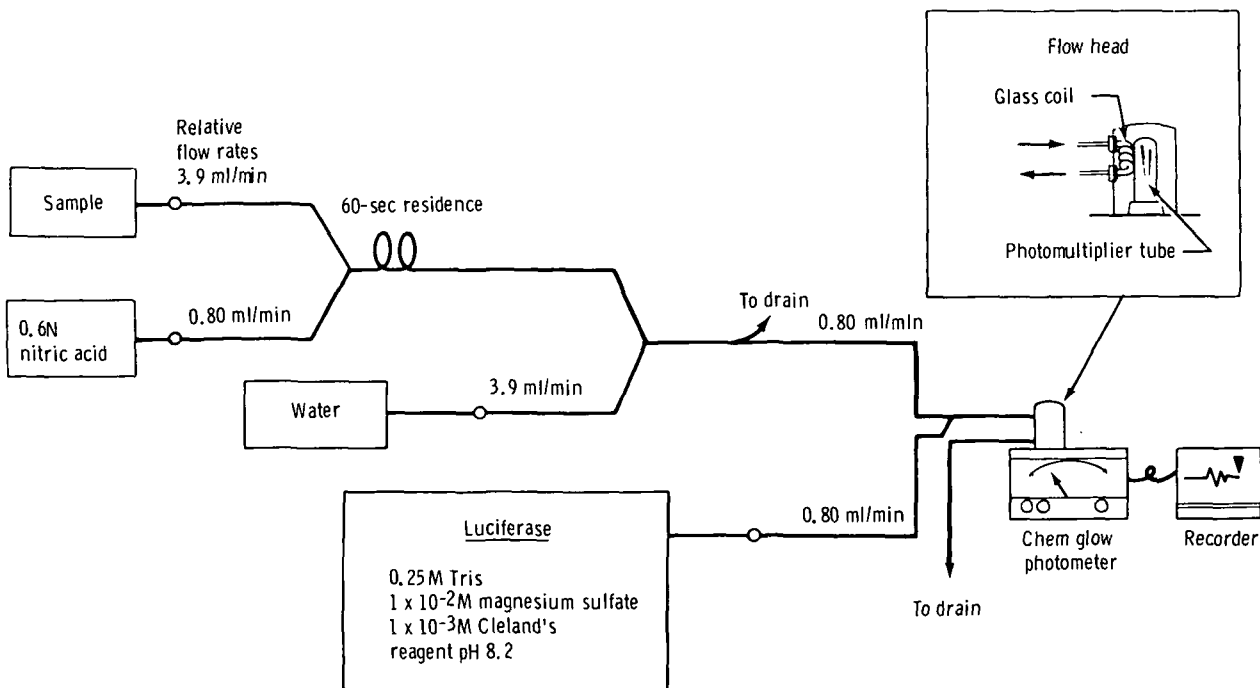 Flow head
Glass coil
Photomultiplier tube
Relative
flow rates
3.9 ml/min
Sample
60-sec residence
0.6N
nitric acid
0.80 ml/min
To drain
0.80 ml/min
Water
3.9 ml/min
Luciferase
0.25M Tris
1 x 10-2M magnesium sulfate
1 x 10-3M Cleland's
reagent pH 8.2
0.80 ml/min
To drain
Chem glow
photometer
Recorder